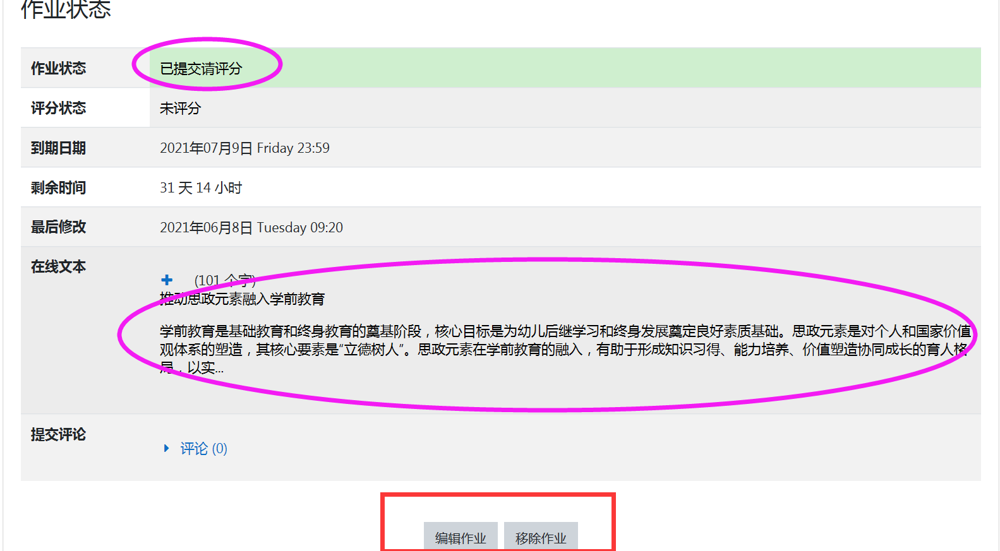 作业状态
作业状态 已提交请评分
评分状态 未评分
到期日期 2021年07月9日 Friday 23:59
剩余时间 31 天 14 小时
最后修改 2021年06月8日 Tuesday 09:20
在线文本
(101 个字)
推动思政元素融入学前教育
学前教育是基础教育和终身教育的奠基阶段，核心目标是为幼儿后继学习和终身发展奠定良好素质基础。思政元素是对个人和国家价值
观体系的塑造，其核心要素是“立德树人”。思政元素在学前教育的融入，有助于形成知识习得、能力培养、价值塑造协同成长的育人格
局，以实...
提交评论
评论 (0)
编辑作业 移除作业